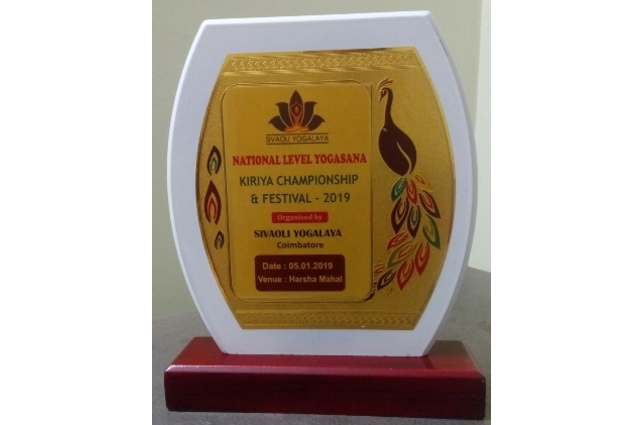 SIVAOLI YOGALAYA
NATIONAL LEVEL YOGASANA
KIRIYA CHAMPIONSHIP
& FESTIVAL - 2019
Organized by
SIVAOLI YOGALAYA
Coimbatore
Date : 05.01.2019
Venue : Harsha Mahal